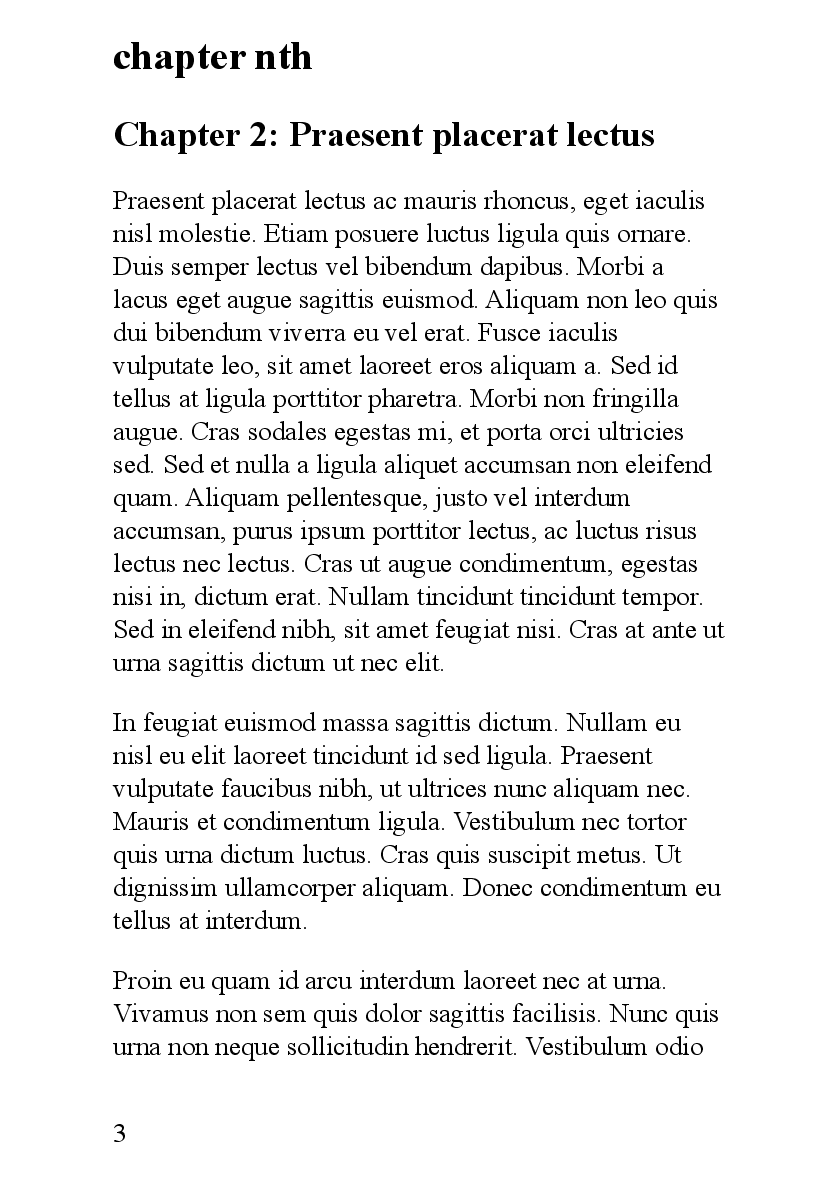 chapter nth
Chapter 2: Praesent placerat lectus
Praesent placerat lectus ac mauris rhoncus, eget iaculis
nisl molestie. Etiam posuere luctus ligula quis ornare.
Duis semper lectus vel bibendum dapibus. Morbi a
lacus eget augue sagittis euismod. Aliquam non leo quis
dui bibendum viverra eu vel erat. Fusce iaculis
vulputate leo, sit amet laoreet eros aliquam a. Sed id
tellus at ligula porttitor pharetra. Morbi non fringilla
augue. Cras sodales egestas mi, et porta orci ultricies
sed. Sed et nulla a ligula aliquet accumsan non eleifend
quam. Aliquam pellentesque, justo vel interdum
accumsan, purus ipsum porttitor lectus, ac luctus risus
lectus nec lectus. Cras ut augue condimentum, egestas
nisi in, dictum erat. Nullam tincidunt tincidunt tempor.
Sed in eleifend nibh, sit amet feugiat nisi. Cras at ante ut
urna sagittis dictum ut nec elit.
In feugiat euismod massa sagittis dictum. Nullam eu
nisl eu elit laoreet tincidunt id sed ligula. Praesent
vulputate faucibus nibh, ut ultrices nunc aliquam nec.
Mauris et condimentum ligula. Vestibulum nec tortor
quis urna dictum luctus. Cras quis suscipit metus. Ut
dignissim ullamcorper aliquam. Donec condimentum eu
tellus at interdum.
Proin eu quam id arcu interdum laoreet nec at urna.
Vivamus non sem quis dolor sagittis facilisis. Nunc quis
urna non neque sollicitudin hendrerit. Vestibulum odio
3